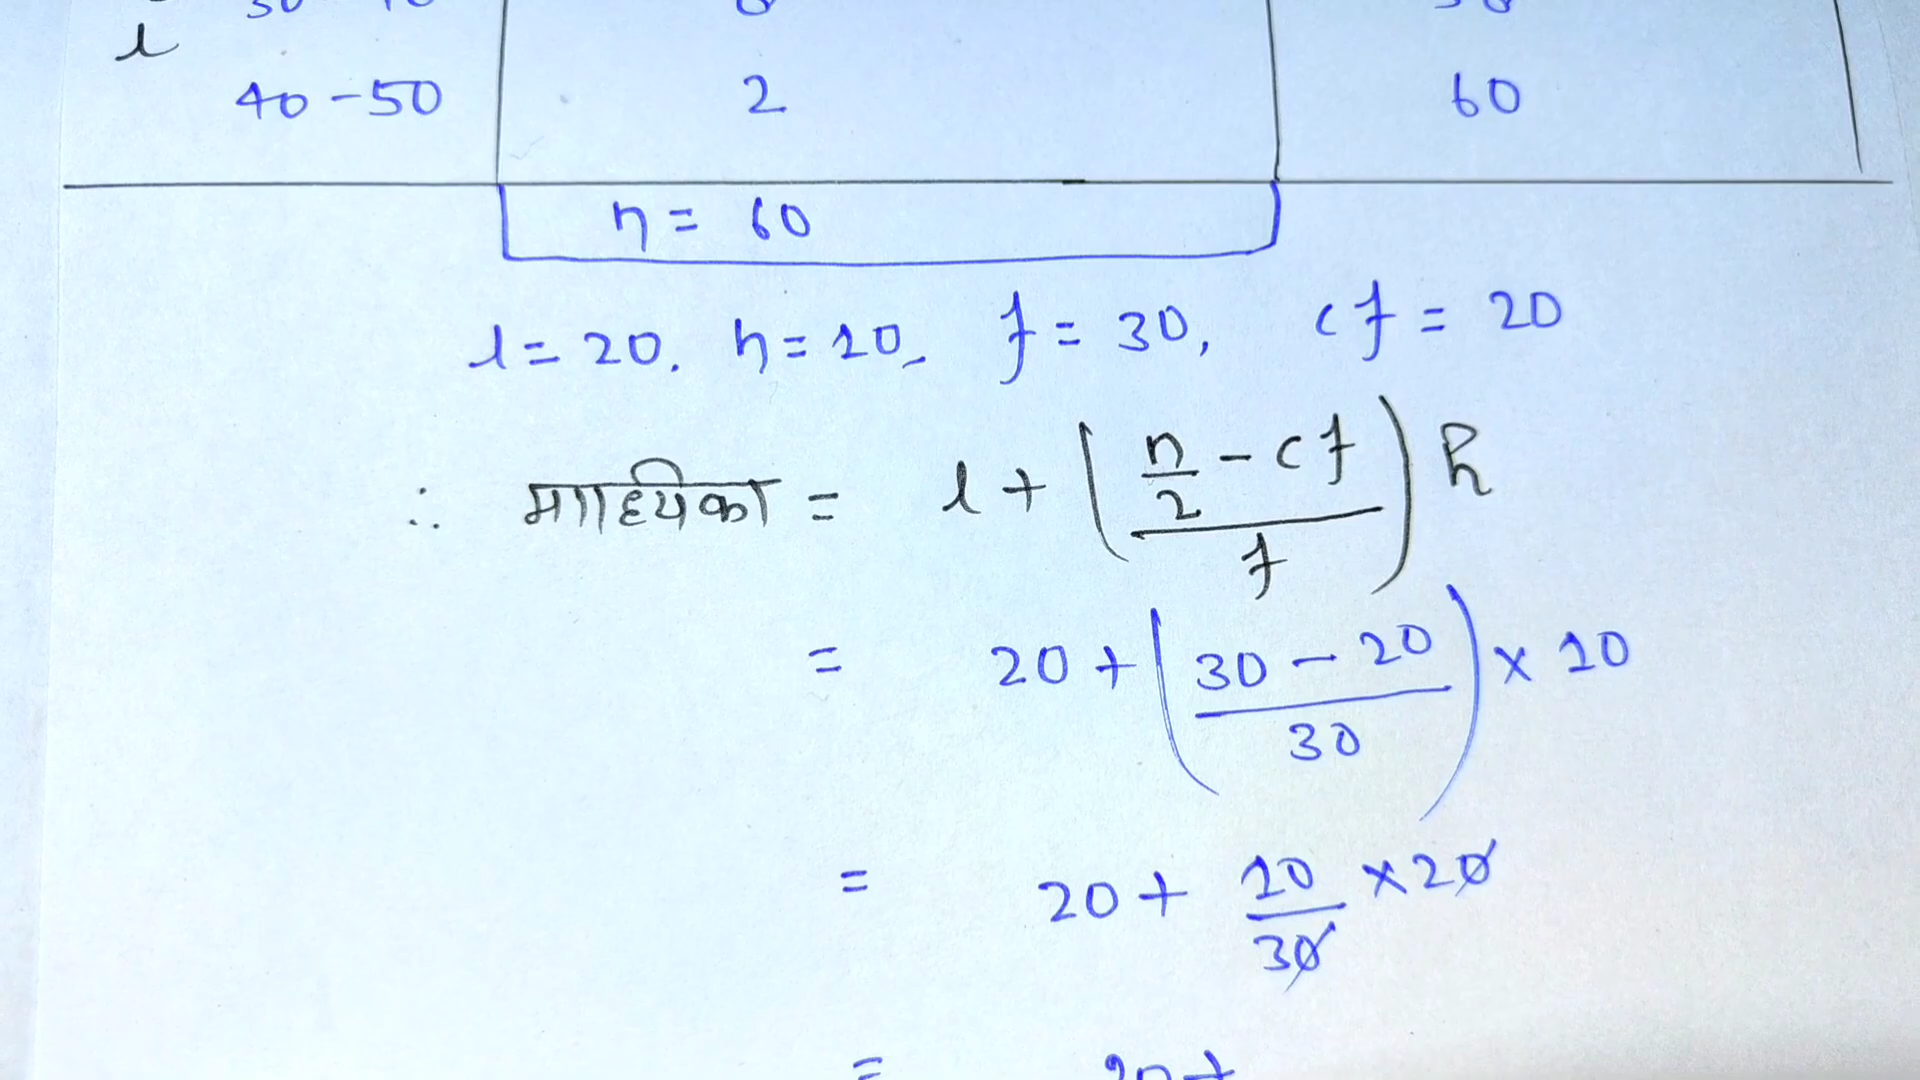 40-50 2 60
n = 60
l = 20, h = 10, f = 30, cf = 20
∴ माध्यिका = l + (n/2 - cf / f) h
= 20 + (30 - 20 / 30) × 10
= 20 + 10/30 × 10
= 20 +